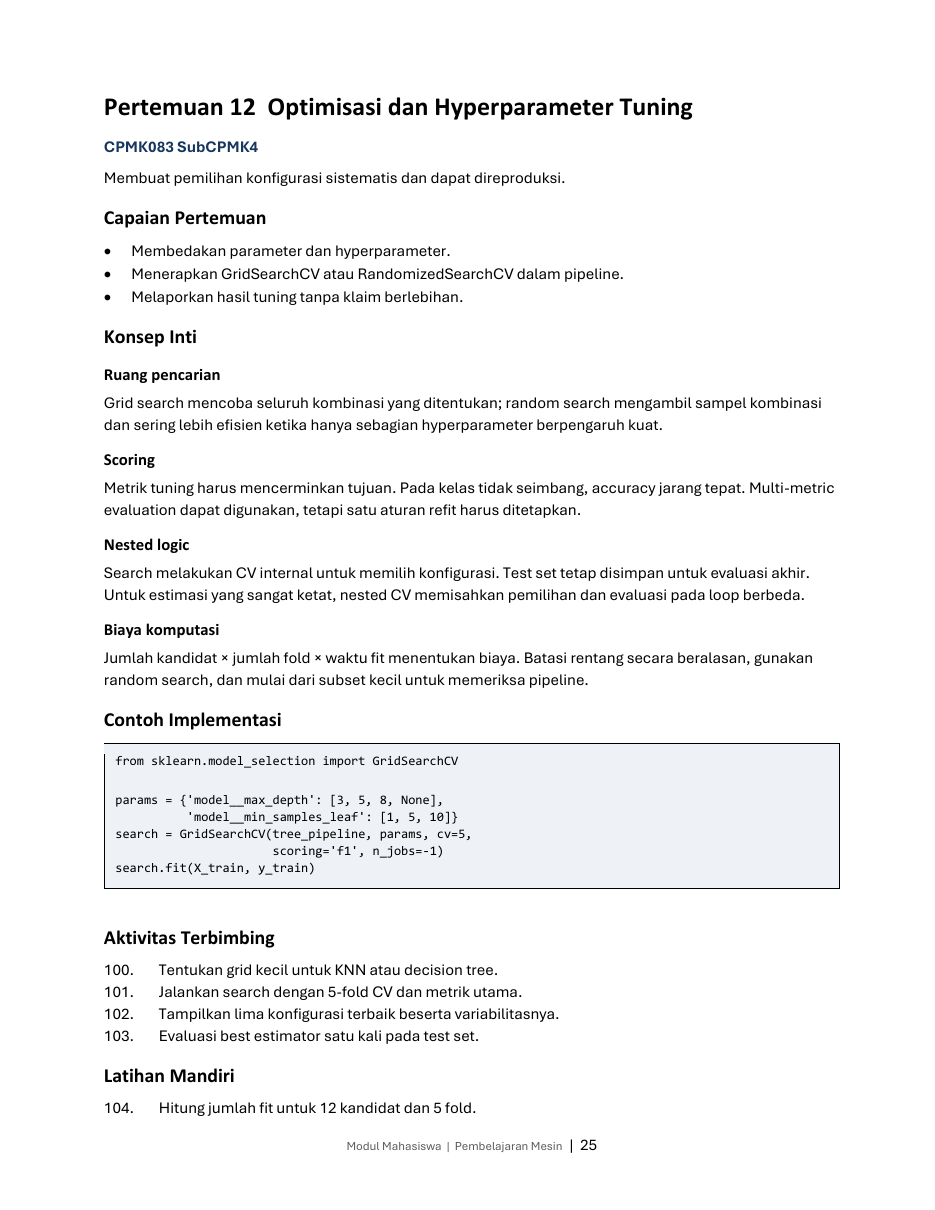 Pertemuan 12  Optimisasi dan Hyperparameter Tuning
CPMK083 SubCPMK4
Membuat pemilihan konfigurasi sistematis dan dapat direproduksi.
Capaian Pertemuan
• Membedakan parameter dan hyperparameter.
• Menerapkan GridSearchCV atau RandomizedSearchCV dalam pipeline.
• Melaporkan hasil tuning tanpa klaim berlebihan.
Konsep Inti
Ruang pencarian
Grid search mencoba seluruh kombinasi yang ditentukan; random search mengambil sampel kombinasi
dan sering lebih efisien ketika hanya sebagian hyperparameter berpengaruh kuat.
Scoring
Metrik tuning harus mencerminkan tujuan. Pada kelas tidak seimbang, accuracy jarang tepat. Multi-metric
evaluation dapat digunakan, tetapi satu aturan refit harus ditetapkan.
Nested logic
Search melakukan CV internal untuk memilih konfigurasi. Test set tetap disimpan untuk evaluasi akhir.
Untuk estimasi yang sangat ketat, nested CV memisahkan pemilihan dan evaluasi pada loop berbeda.
Biaya komputasi
Jumlah kandidat × jumlah fold × waktu fit menentukan biaya. Batasi rentang secara beralasan, gunakan
random search, dan mulai dari subset kecil untuk memeriksa pipeline.
Contoh Implementasi
from sklearn.model_selection import GridSearchCV
params = {'model__max_depth': [3, 5, 8, None],
          'model__min_samples_leaf': [1, 5, 10]}
search = GridSearchCV(tree_pipeline, params, cv=5,
                      scoring='f1', n_jobs=-1)
search.fit(X_train, y_train)
Aktivitas Terbimbing
100. Tentukan grid kecil untuk KNN atau decision tree.
101. Jalankan search dengan 5-fold CV dan metrik utama.
102. Tampilkan lima konfigurasi terbaik beserta variabilitasnya.
103. Evaluasi best estimator satu kali pada test set.
Latihan Mandiri
104. Hitung jumlah fit untuk 12 kandidat dan 5 fold.
Modul Mahasiswa | Pembelajaran Mesin | 25